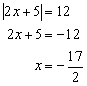 |2x+5| = 12
2x+5 = −12
x = −17/2